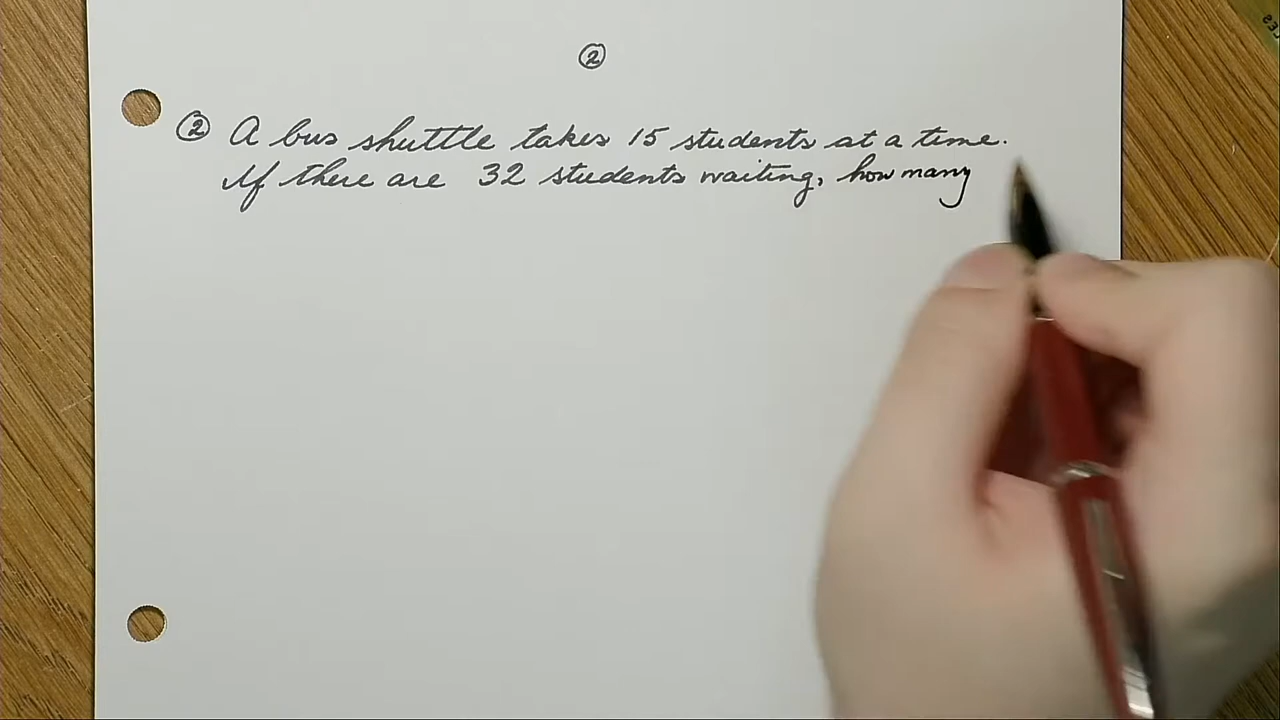 ②
② A bus shuttle takes 15 students at a time.
If there are 32 students waiting, how many